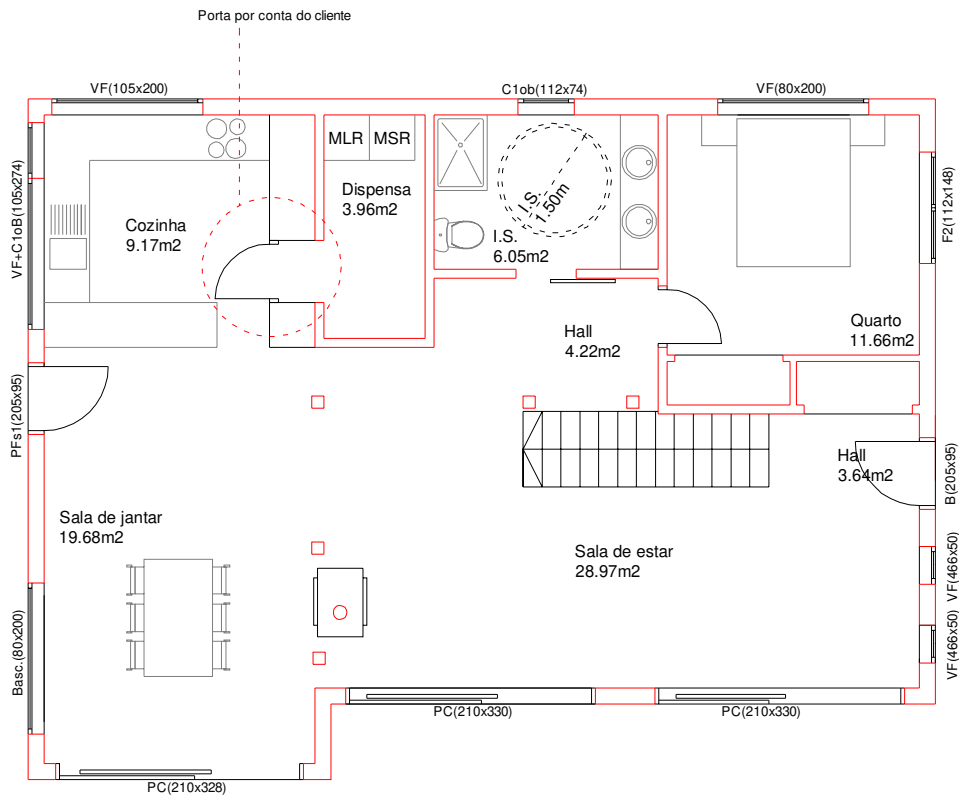 Porta por conta do cliente
VF(105x200)
C1ob(112x74)
VF(80x200)
VF+C1oB(105x274)
MLR
MSR
Dispensa
3.96m2
Cozinha
9.17m2
I.S.
1.50m
I.S.
6.05m2
F2(112x148)
Hall
4.22m2
Quarto
11.66m2
PFs1(205x95)
Hall
3.64m2
B(205x95)
Sala de jantar
19.68m2
Sala de estar
28.97m2
VF(466x50)
Basc.(80x200)
VF(466x50)
PC(210x330)
PC(210x330)
PC(210x328)